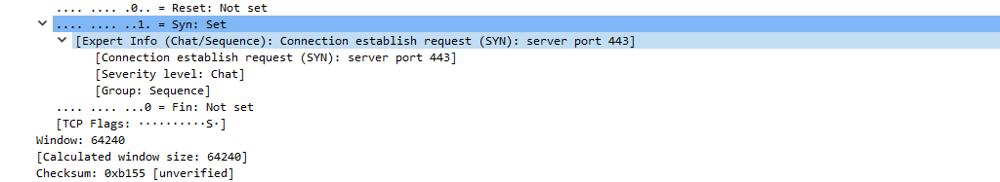 .... .... .0.. = Reset: Not set
.... .... ..1. = Syn: Set
[Expert Info (Chat/Sequence): Connection establish request (SYN): server port 443]
[Connection establish request (SYN): server port 443]
[Severity level: Chat]
[Group: Sequence]
.... .... ...0 = Fin: Not set
[TCP Flags: ··········S·]
Window: 64240
[Calculated window size: 64240]
Checksum: 0xb155 [unverified]